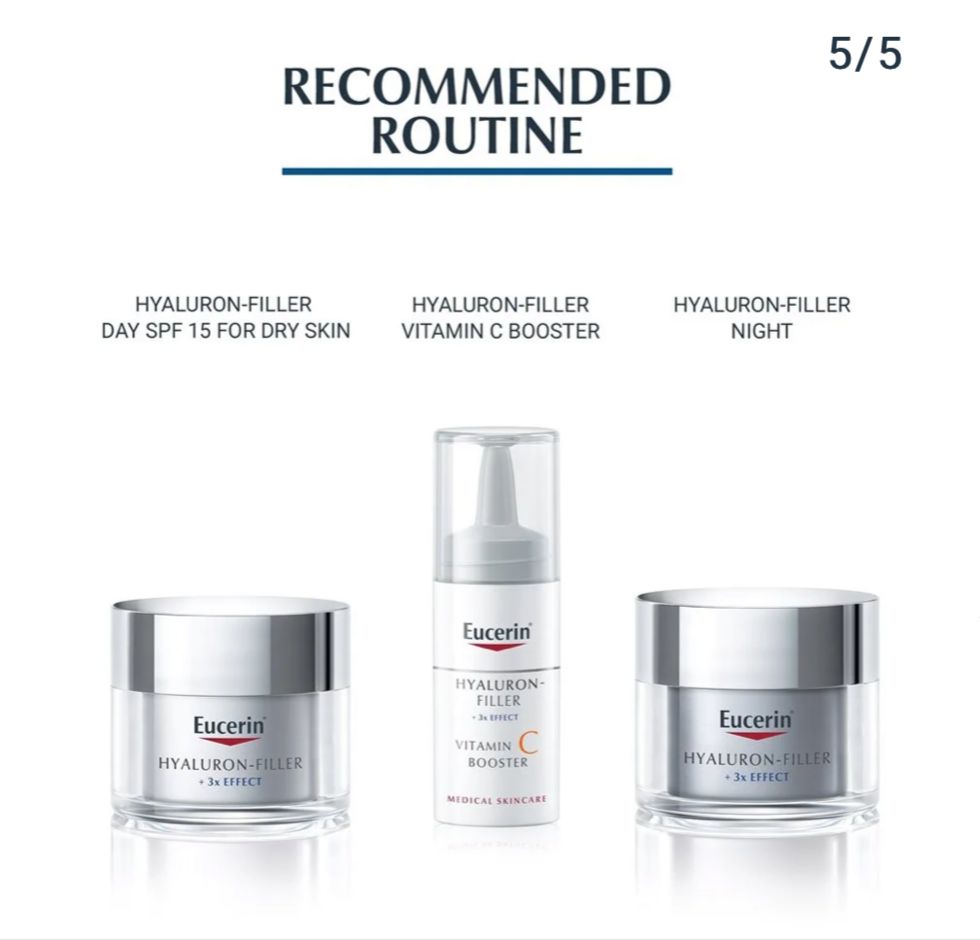 5/5
RECOMMENDED
ROUTINE
HYALURON-FILLER
DAY SPF 15 FOR DRY SKIN
HYALURON-FILLER
VITAMIN C BOOSTER
HYALURON-FILLER
NIGHT
Eucerin®
HYALURON-FILLER
+ 3x EFFECT
Eucerin®
HYALURON-
FILLER
+ 3x EFFECT
VITAMIN C
BOOSTER
MEDICAL SKINCARE
Eucerin®
HYALURON-FILLER
+ 3x EFFECT